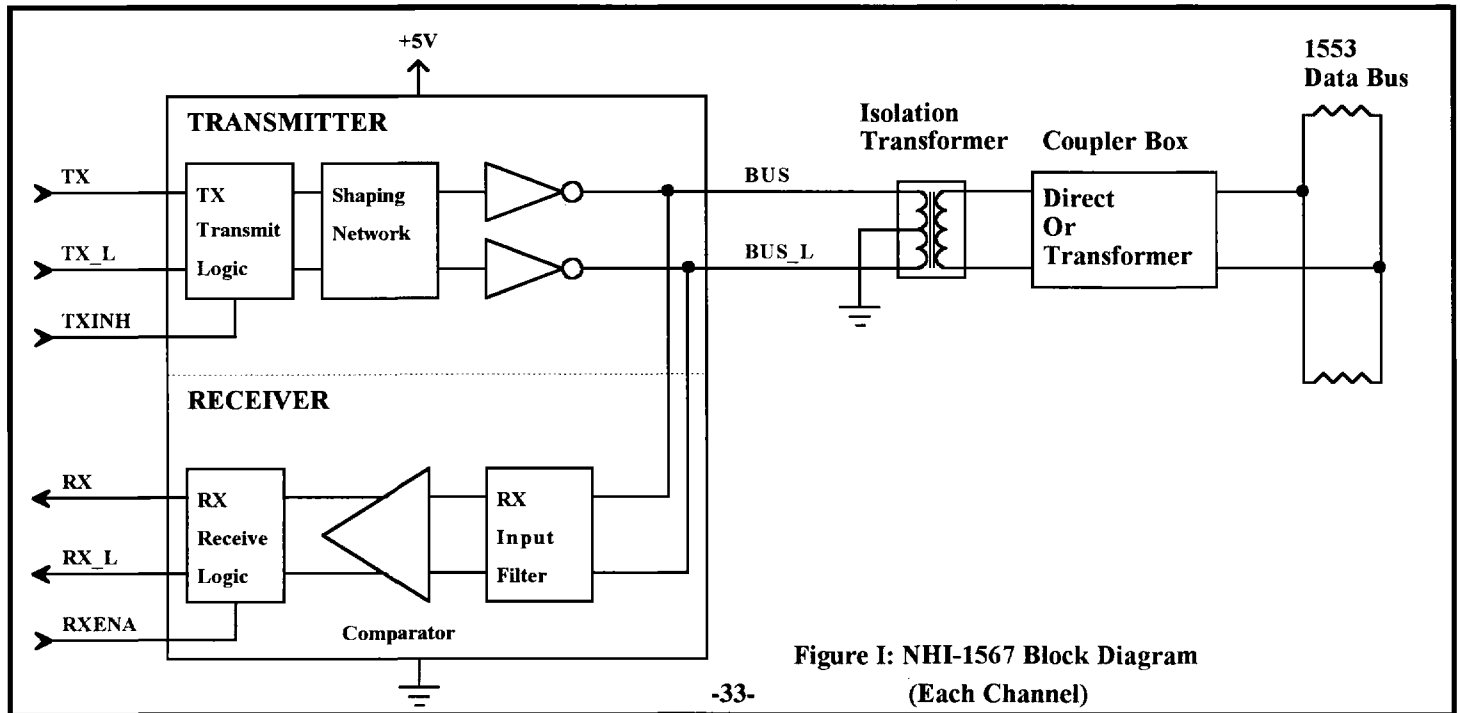 +5V
1553
Data Bus
TRANSMITTER
Isolation
Transformer
Coupler Box
TX
TX
Transmit
Logic
Shaping
Network
BUS
Direct
Or
Transformer
TX_L
BUS_L
TXINH
RECEIVER
RX
RX
Receive
Logic
RX
Input
Filter
RX_L
RXENA
Comparator
Figure I: NHI-1567 Block Diagram
(Each Channel)
-33-